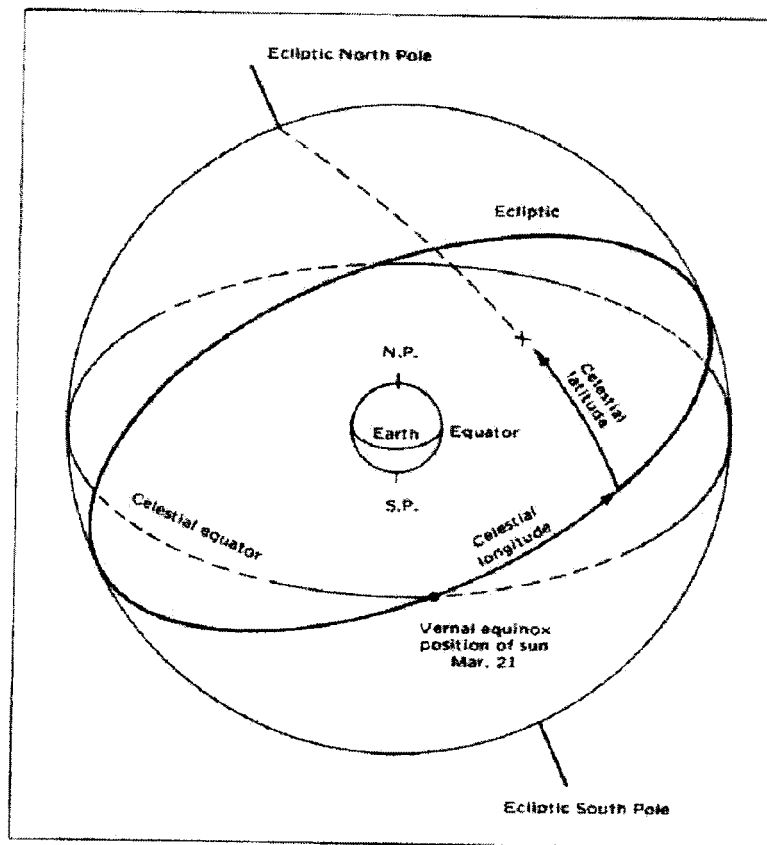 Ecliptic North Pole
Ecliptic
N.P.
Celestial
latitude
Earth
Equator
S.P.
Celestial equator
Celestial
longitude
Vernal equinox
position of sun
Mar. 21
Ecliptic South Pole